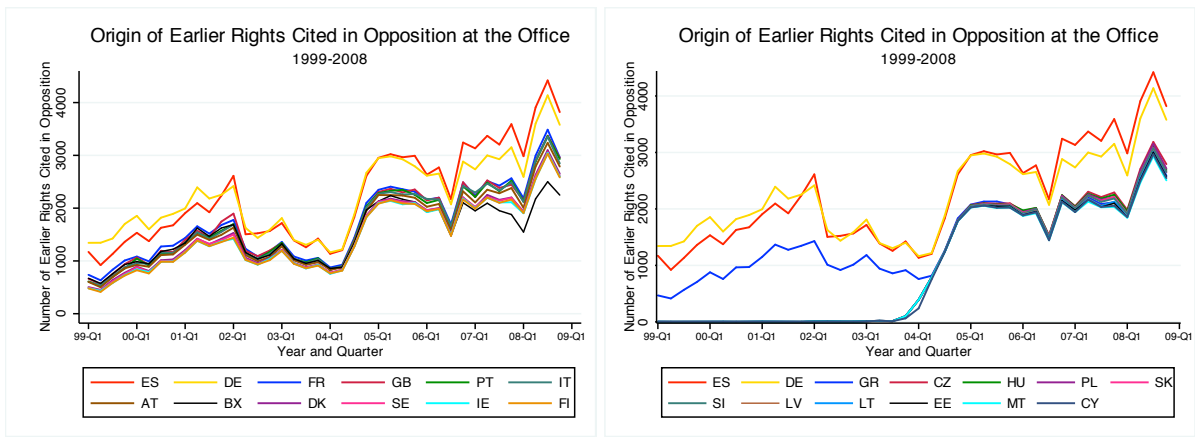 Origin of Earlier Rights Cited in Opposition at the Office
1999-2008
Number of Earlier Rights Cited in Opposition
4000
3000
2000
1000
0
99-Q1 00-Q1 01-Q1 02-Q1 03-Q1 04-Q1 05-Q1 06-Q1 07-Q1 08-Q1 09-Q1
Year and Quarter
ES DE FR GB PT IT
AT BX DK SE IE FI
Origin of Earlier Rights Cited in Opposition at the Office
1999-2008
Number of Earlier Rights Cited in Opposition
4000
3000
2000
1000
0
99-Q1 00-Q1 01-Q1 02-Q1 03-Q1 04-Q1 05-Q1 06-Q1 07-Q1 08-Q1 09-Q1
Year and Quarter
ES DE GR CZ HU PL SK
SI LV LT EE MT CY